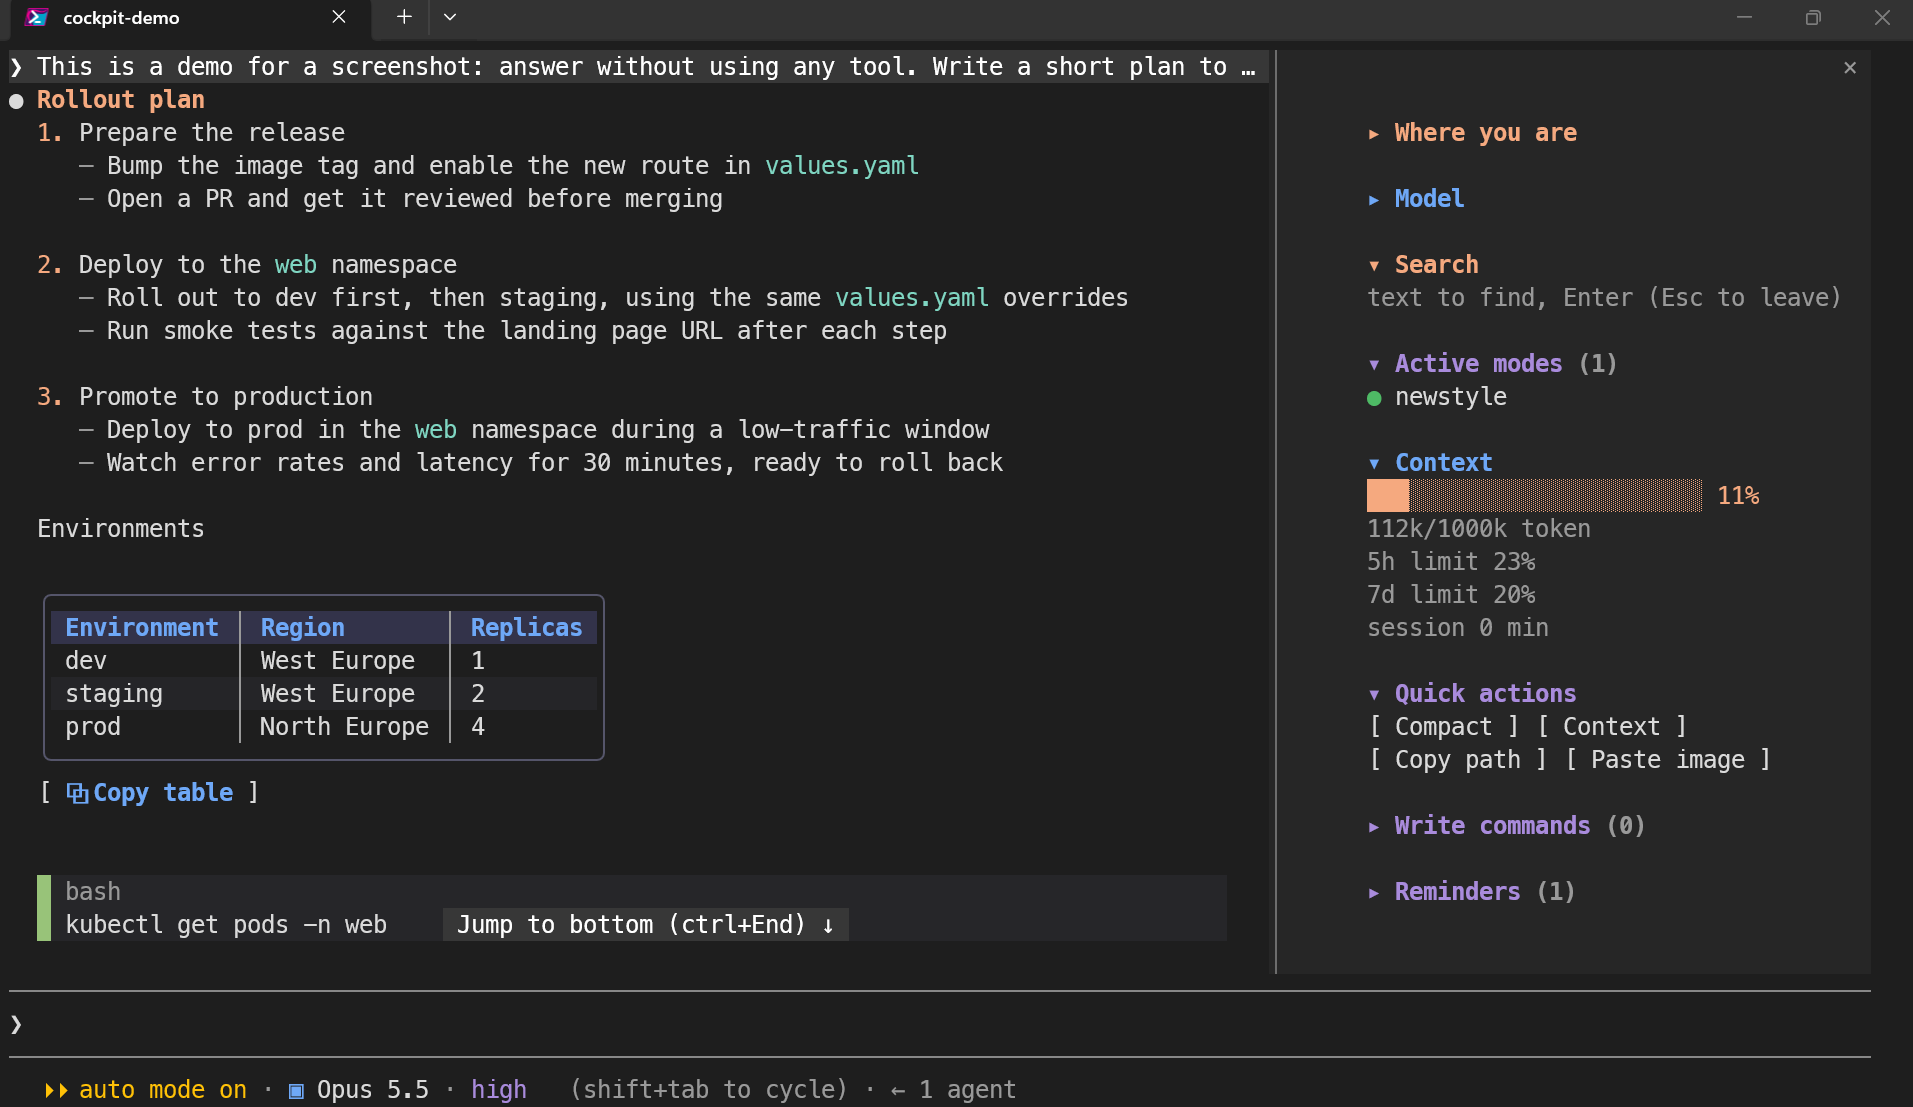 cockpit-demo
❯ This is a demo for a screenshot: answer without using any tool. Write a short plan to …
● Rollout plan
1. Prepare the release
— Bump the image tag and enable the new route in values.yaml
— Open a PR and get it reviewed before merging
2. Deploy to the web namespace
— Roll out to dev first, then staging, using the same values.yaml overrides
— Run smoke tests against the landing page URL after each step
3. Promote to production
— Deploy to prod in the web namespace during a low-traffic window
— Watch error rates and latency for 30 minutes, ready to roll back
Environments
Environment Region Replicas
dev West Europe 1
staging West Europe 2
prod North Europe 4
[ Copy table ]
bash
kubectl get pods -n web
Jump to bottom (ctrl+End) ↓
▸ Where you are
▸ Model
▾ Search
text to find, Enter (Esc to leave)
▾ Active modes (1)
● newstyle
▾ Context
11%
112k/1000k token
5h limit 23%
7d limit 20%
session 0 min
▾ Quick actions
[ Compact ] [ Context ]
[ Copy path ] [ Paste image ]
▸ Write commands (0)
▸ Reminders (1)
❯
⏵⏵ auto mode on · ▣ Opus 5.5 · high (shift+tab to cycle) · ← 1 agent